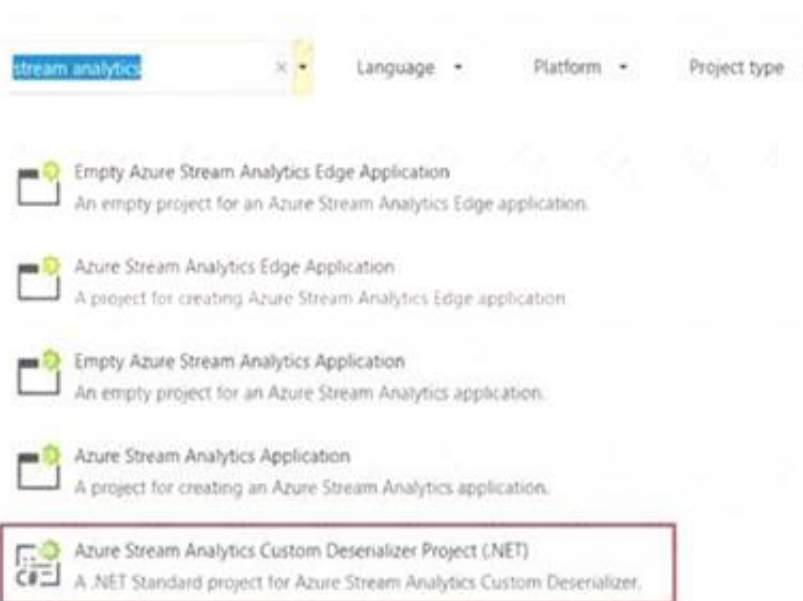 stream analytics
Language
Platform
Project type
Empty Azure Stream Analytics Edge Application
An empty project for an Azure Stream Analytics Edge application.
Azure Stream Analytics Edge Application
A project for creating Azure Stream Analytics Edge application
Empty Azure Stream Analytics Application
An empty project for an Azure Stream Analytics application.
Azure Stream Analytics Application
A project for creating an Azure Stream Analytics application.
Azure Stream Analytics Custom Deserializer Project (.NET)
C#
A .NET Standard project for Azure Stream Analytics Custom Deserializer.